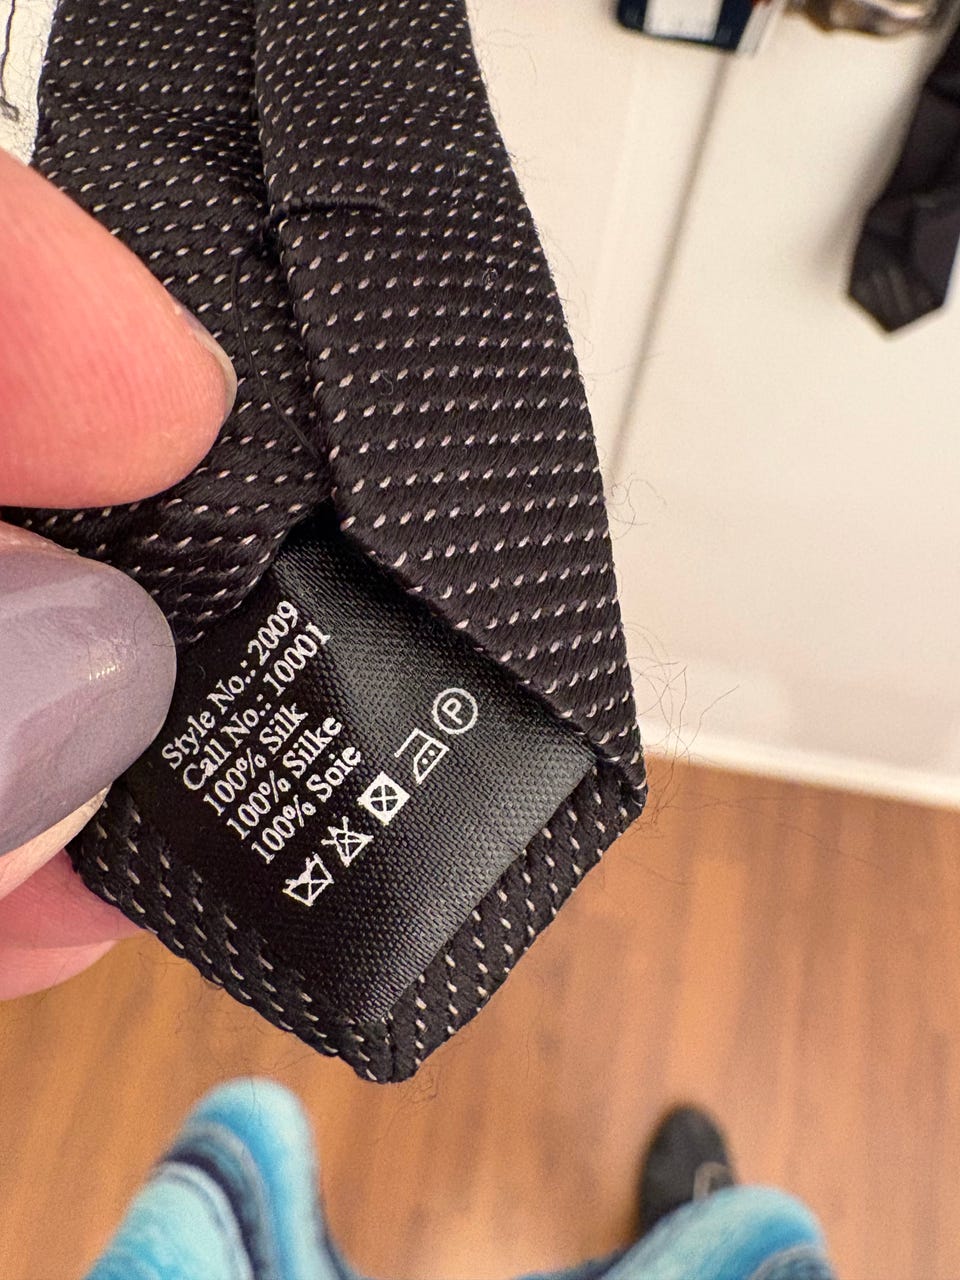 Style No.: 2009
Call No.: 10001
100% Silk
100% Silke
100% Soie
P